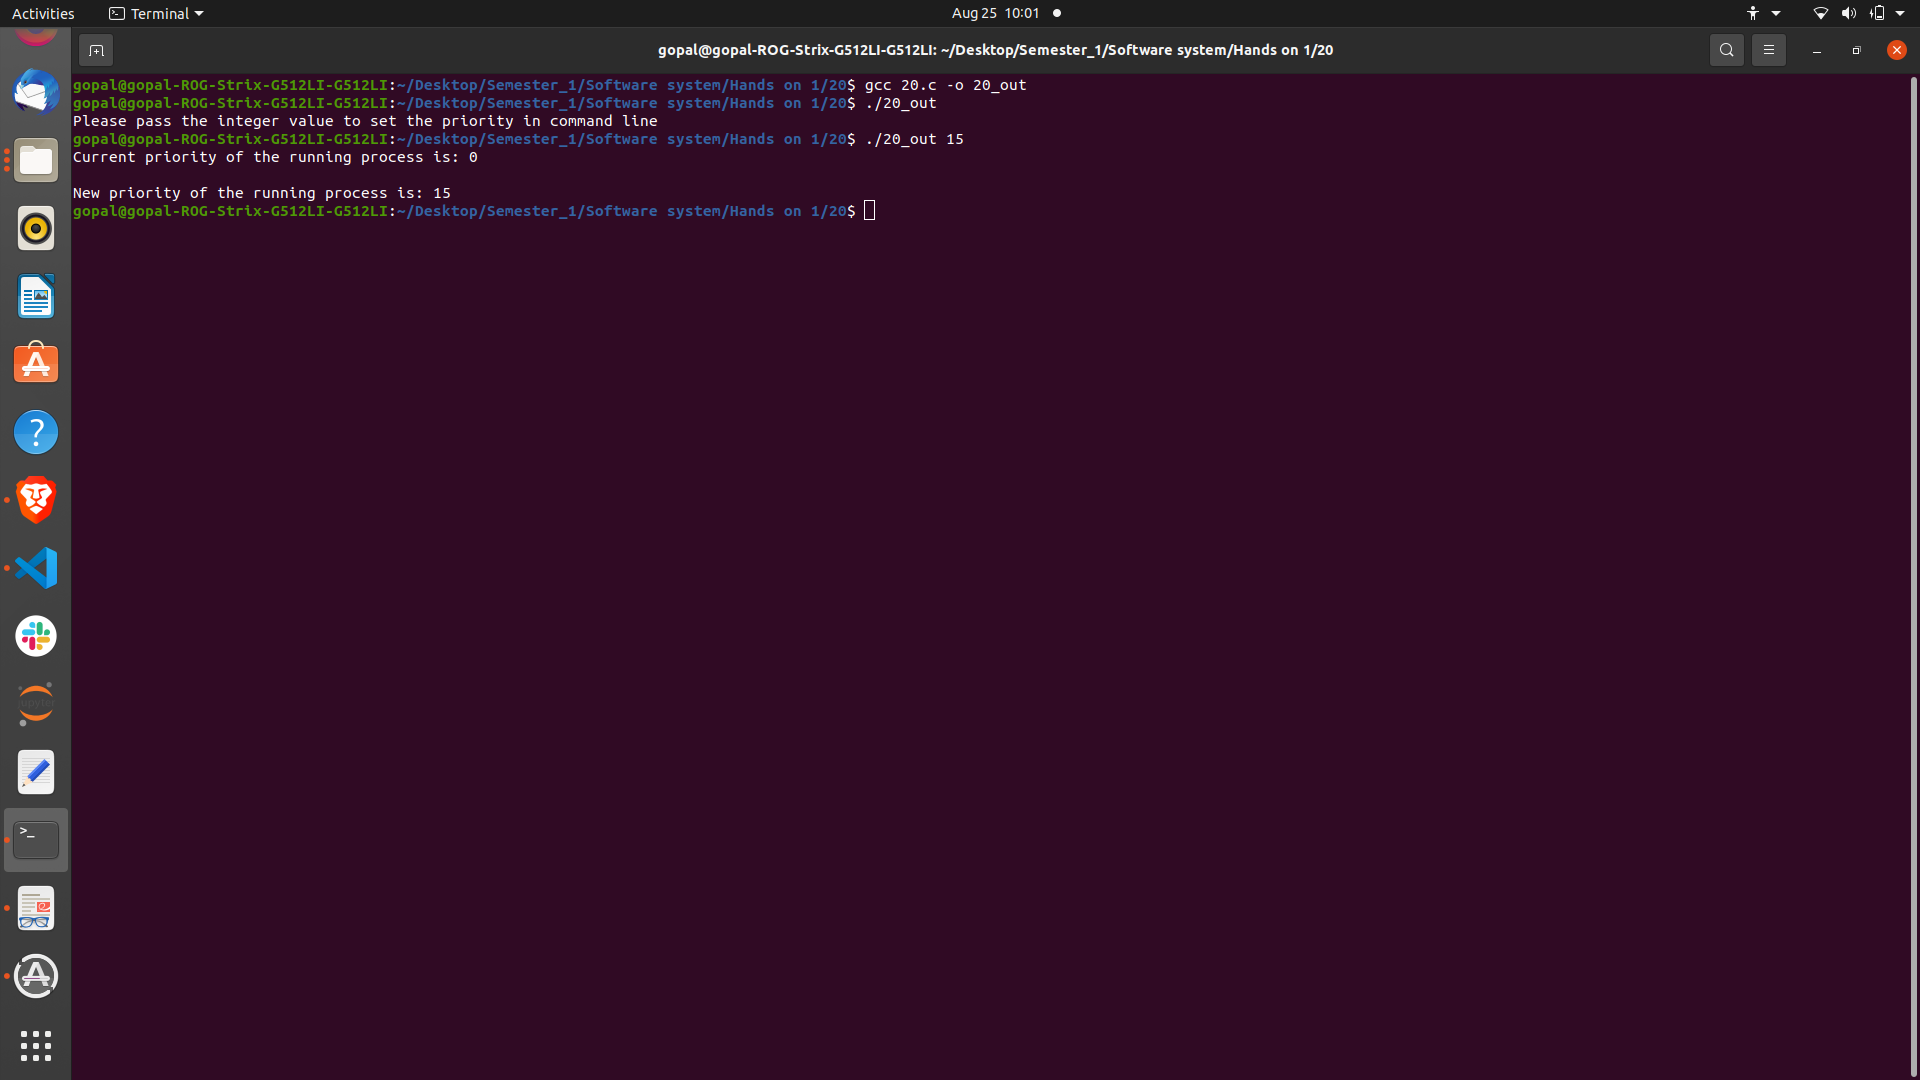 Activities
Terminal
Aug 25 10:01
gopal@gopal-ROG-Strix-G512LI-G512LI: ~/Desktop/Semester_1/Software system/Hands on 1/20
gopal@gopal-ROG-Strix-G512LI-G512LI:~/Desktop/Semester_1/Software system/Hands on 1/20$ gcc 20.c -o 20_out
gopal@gopal-ROG-Strix-G512LI-G512LI:~/Desktop/Semester_1/Software system/Hands on 1/20$ ./20_out
Please pass the integer value to set the priority in command line
gopal@gopal-ROG-Strix-G512LI-G512LI:~/Desktop/Semester_1/Software system/Hands on 1/20$ ./20_out 15
Current priority of the running process is: 0
New priority of the running process is: 15
gopal@gopal-ROG-Strix-G512LI-G512LI:~/Desktop/Semester_1/Software system/Hands on 1/20$